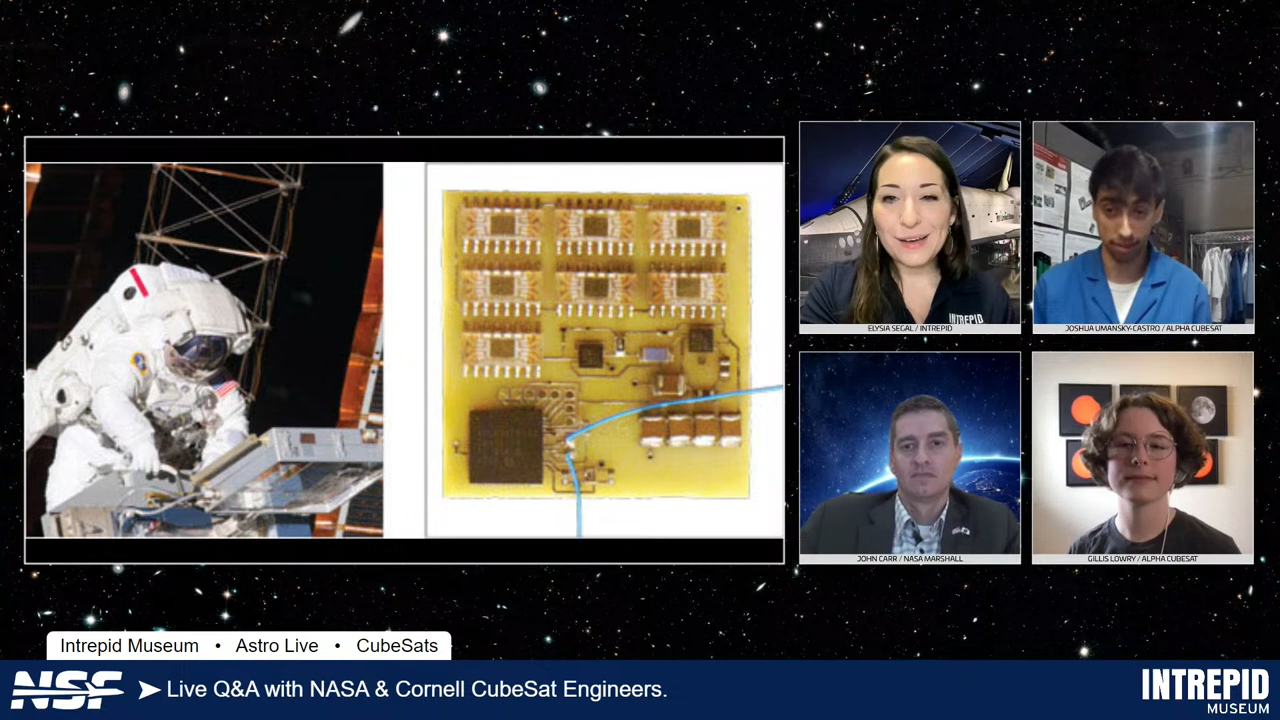 ELYSIA SEGAL / INTREPID
JOSHUA UMANSKY-CASTRO / ALPHA CUBESAT
INTREPID
JOHN CARR / NASA MARSHALL
GILLIS LOWRY / ALPHA CUBESAT
Intrepid Museum • Astro Live • CubeSats
NSF
Live Q&A with NASA & Cornell CubeSat Engineers.
INTREPID
MUSEUM